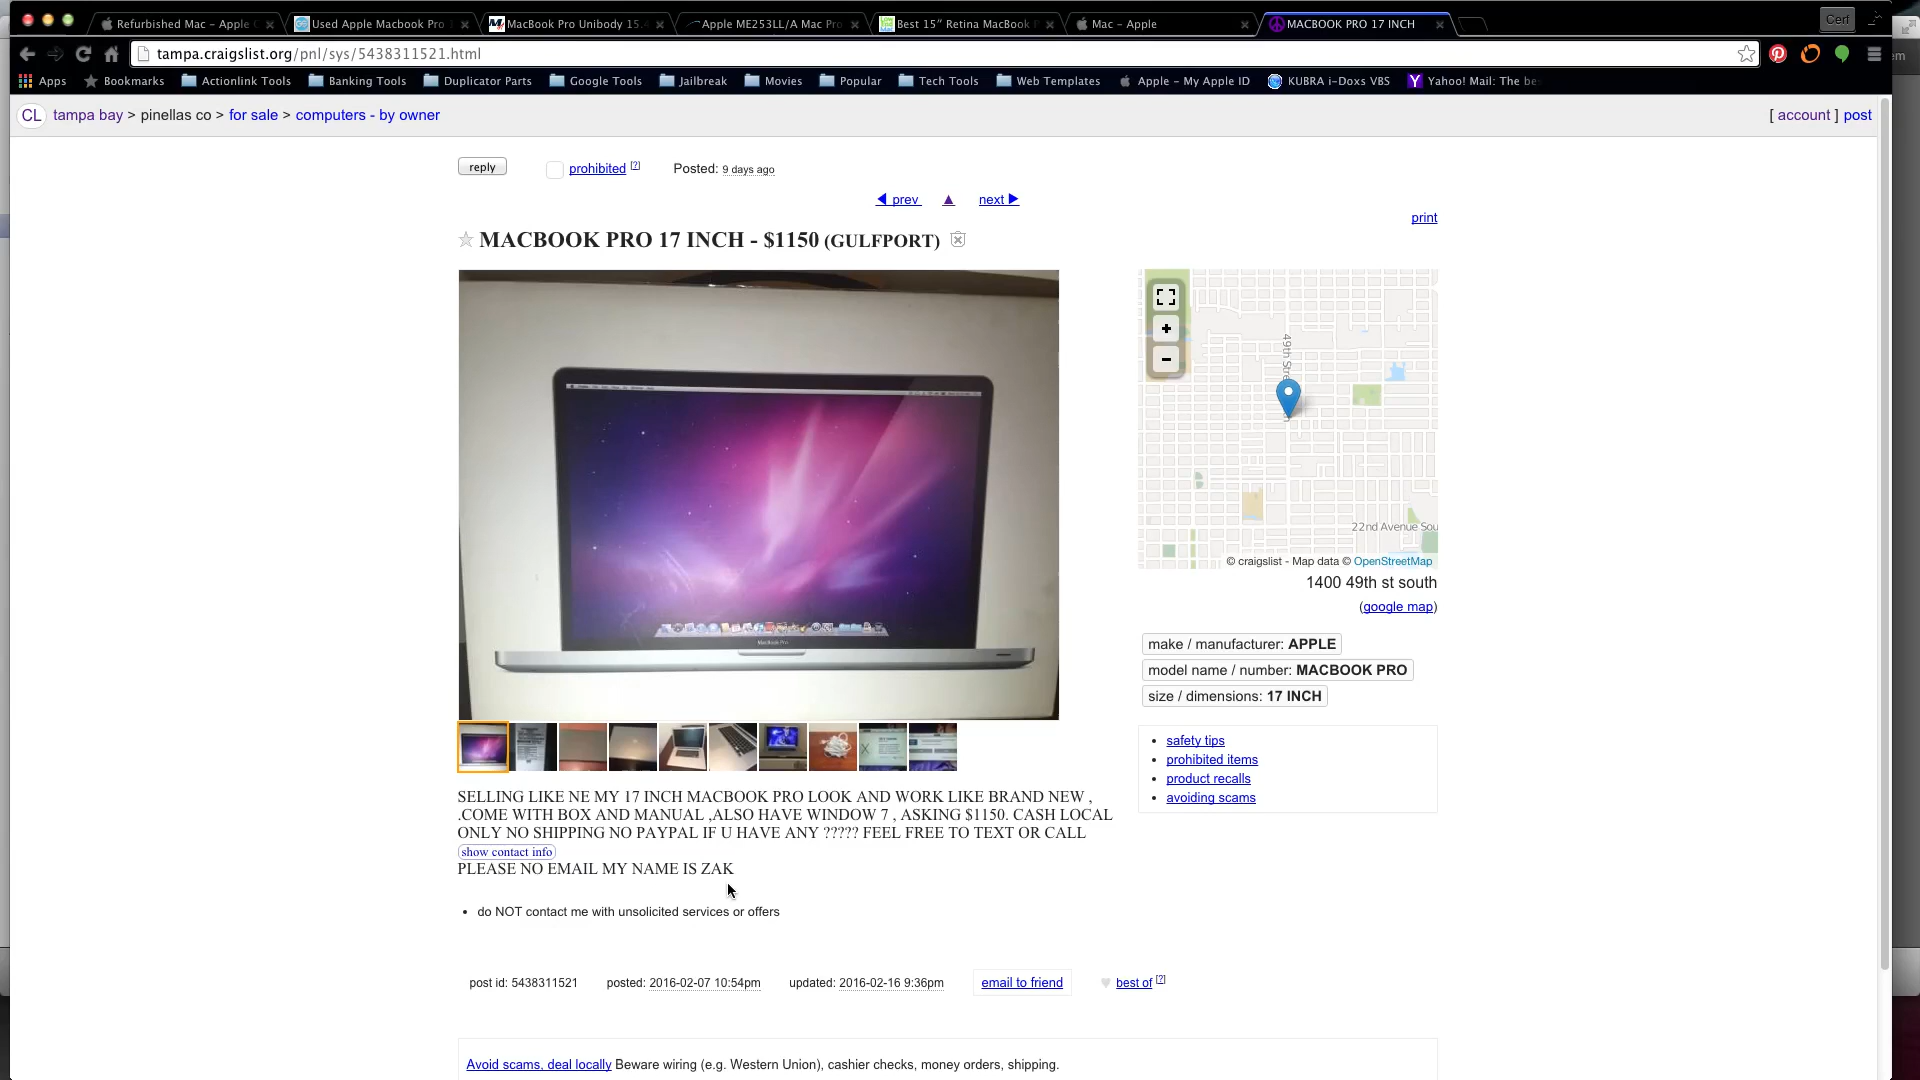 Refurbished Mac - Apple
Used Apple Macbook Pro
MacBook Pro Unibody 15.
Apple ME253LL/A Mac Pro
Best 15" Retina MacBook
Mac - Apple
MACBOOK PRO 17 INCH
Cerf
tampa.craigslist.org/pnl/sys/5438311521.html
Apps
Bookmarks
Actionlink Tools
Banking Tools
Duplicator Parts
Google Tools
Jailbreak
Movies
Popular
Tech Tools
Web Templates
Apple - My Apple ID
KUBRA i-Doxs VBS
Yahoo! Mail: The be
CL tampa bay > pinellas co > for sale > computers - by owner
[ account ] post
reply
prohibited [?]
Posted: 9 days ago
◀ prev ▲ next ▶
print
MACBOOK PRO 17 INCH - $1150 (GULFPORT)
MacBook Pro
+
-
49th Stre
22nd Avenue Sou
© craigslist - Map data © OpenStreetMap
1400 49th st south
(google map)
make / manufacturer: APPLE
model name / number: MACBOOK PRO
size / dimensions: 17 INCH
• safety tips
• prohibited items
• product recalls
• avoiding scams
SELLING LIKE NE MY 17 INCH MACBOOK PRO LOOK AND WORK LIKE BRAND NEW ,
.COME WITH BOX AND MANUAL ,ALSO HAVE WINDOW 7 , ASKING $1150. CASH LOCAL
ONLY NO SHIPPING NO PAYPAL IF U HAVE ANY ????? FEEL FREE TO TEXT OR CALL
show contact info
PLEASE NO EMAIL MY NAME IS ZAK
• do NOT contact me with unsolicited services or offers
post id: 5438311521
posted: 2016-02-07 10:54pm
updated: 2016-02-16 9:36pm
email to friend
best of [?]
Avoid scams, deal locally Beware wiring (e.g. Western Union), cashier checks, money orders, shipping.